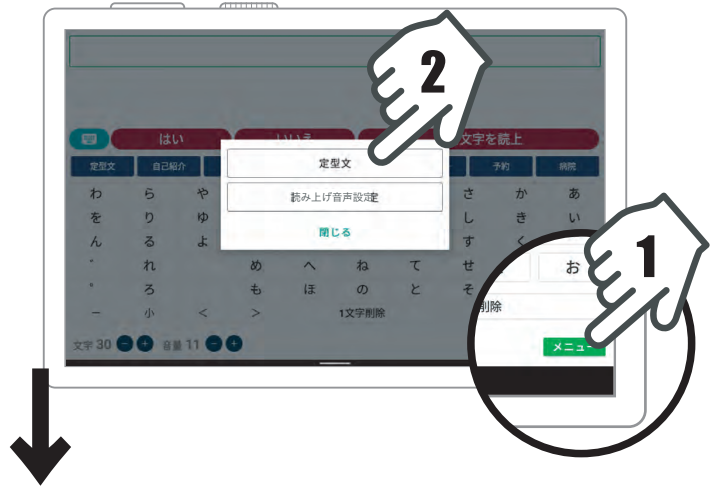 はい いいえ 文字を読上
定型文 自己紹介 予約 病院
定型文
読み上げ音声設定
閉じる
わ ら や さ か あ
を り ゆ し き い
ん る よ す く
゛ れ め へ ね て せ お
゜ ろ も ほ の と そ
ー 小 < > 1文字削除 削除
文字 30 - + 音量 11 - +
メニュー
1
2